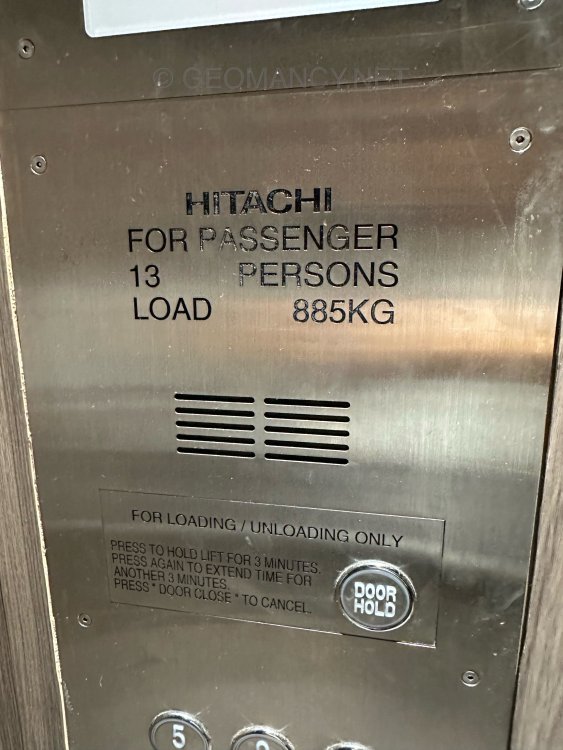 © GEOMANCY.NET
HITACHI
FOR PASSENGER
13 PERSONS
LOAD 885KG
FOR LOADING / UNLOADING ONLY
PRESS TO HOLD LIFT FOR 3 MINUTES.
PRESS AGAIN TO EXTEND TIME FOR
ANOTHER 3 MINUTES.
PRESS " DOOR CLOSE " TO CANCEL.
DOOR
HOLD
5